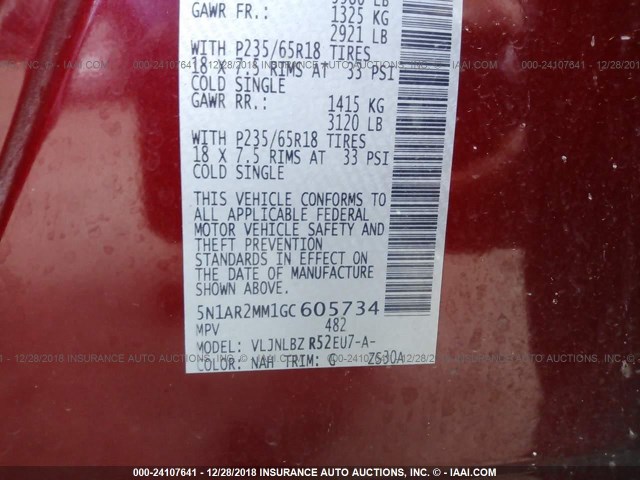 GAWR FR.: 1325 KG
2921 LB
WITH P235/65R18 TIRES
18 X 7.5 RIMS AT 33 PSI
COLD SINGLE
GAWR RR.: 1415 KG
3120 LB
WITH P235/65R18 TIRES
18 X 7.5 RIMS AT 33 PSI
COLD SINGLE
THIS VEHICLE CONFORMS TO
ALL APPLICABLE FEDERAL
MOTOR VEHICLE SAFETY AND
THEFT PREVENTION
STANDARDS IN EFFECT ON
THE DATE OF MANUFACTURE
SHOWN ABOVE.
5N1AR2MM1GC605734
MPV 482
MODEL: VLJNLBZ R52EU7-A-
COLOR: NAH TRIM: G ZS30A
000-24107641 - 12/28/2018 INSURANCE AUTO AUCTIONS, INC. © - IAAI.COM